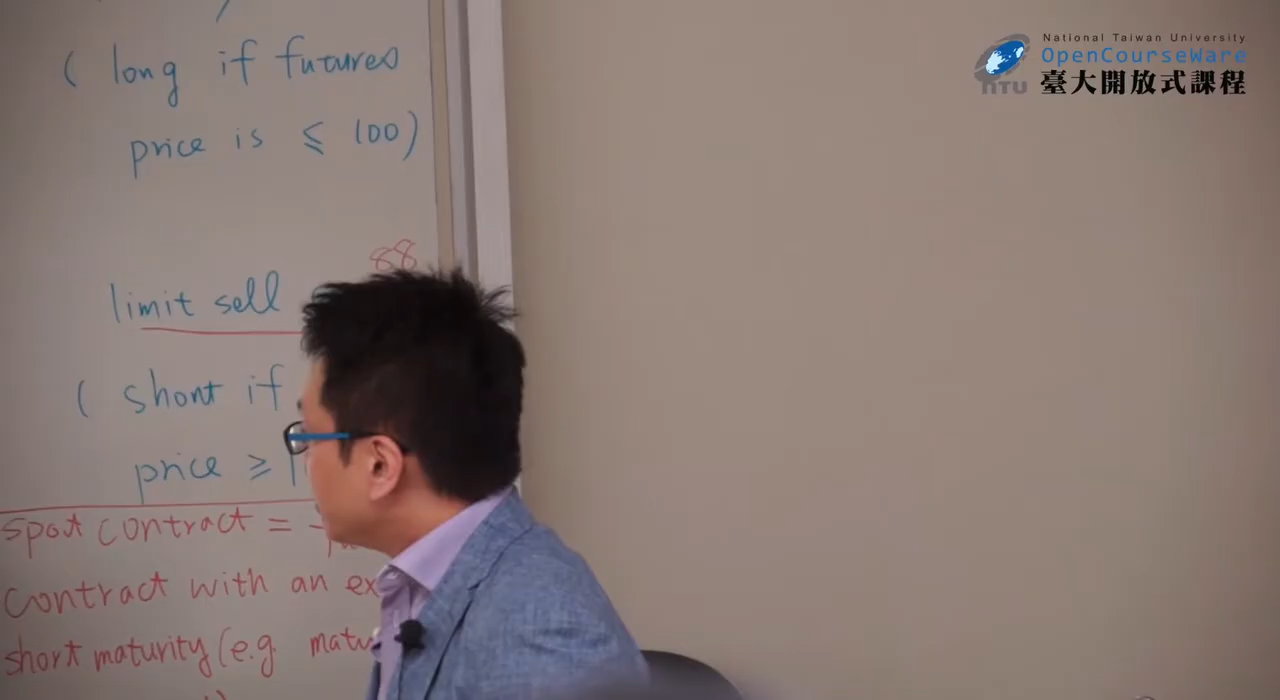 National Taiwan University
OpenCourseWare
NTU
臺大開放式課程
( long if futures
price is ≤ 100)
88
limit sell
( short if
price ≥
spot contract =
contract with an ex
short maturity (e.g. matu